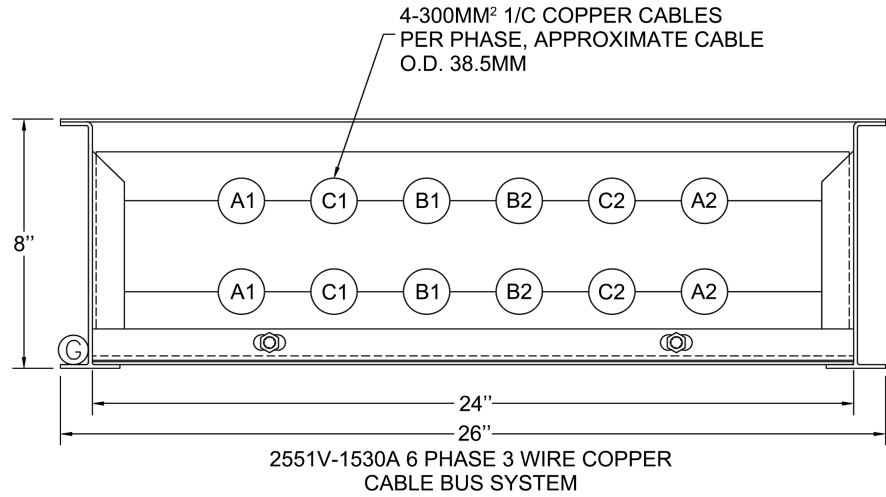 4-300MM² 1/C COPPER CABLES
PER PHASE, APPROXIMATE CABLE
O.D. 38.5MM
8’’
A1 C1 B1 B2 C2 A2
A1 C1 B1 B2 C2 A2
G
24’’
26’’
2551V-1530A 6 PHASE 3 WIRE COPPER
CABLE BUS SYSTEM